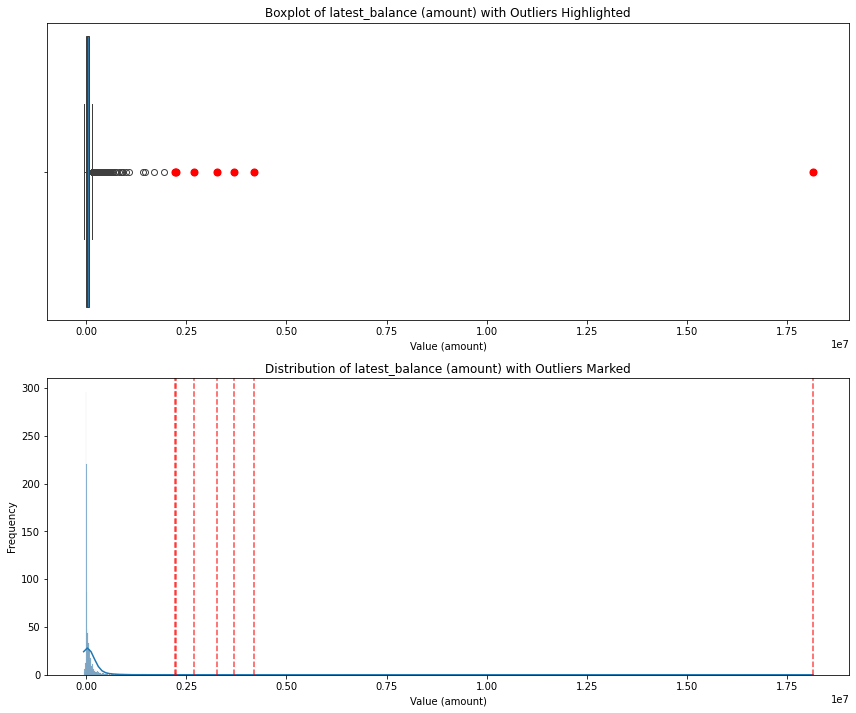 Boxplot of latest_balance (amount) with Outliers Highlighted
0.00 0.25 0.50 0.75 1.00 1.25 1.50 1.75
1e7
Value (amount)
Distribution of latest_balance (amount) with Outliers Marked
300
250
200
150
100
50
0
Frequency
0.00 0.25 0.50 0.75 1.00 1.25 1.50 1.75
1e7
Value (amount)